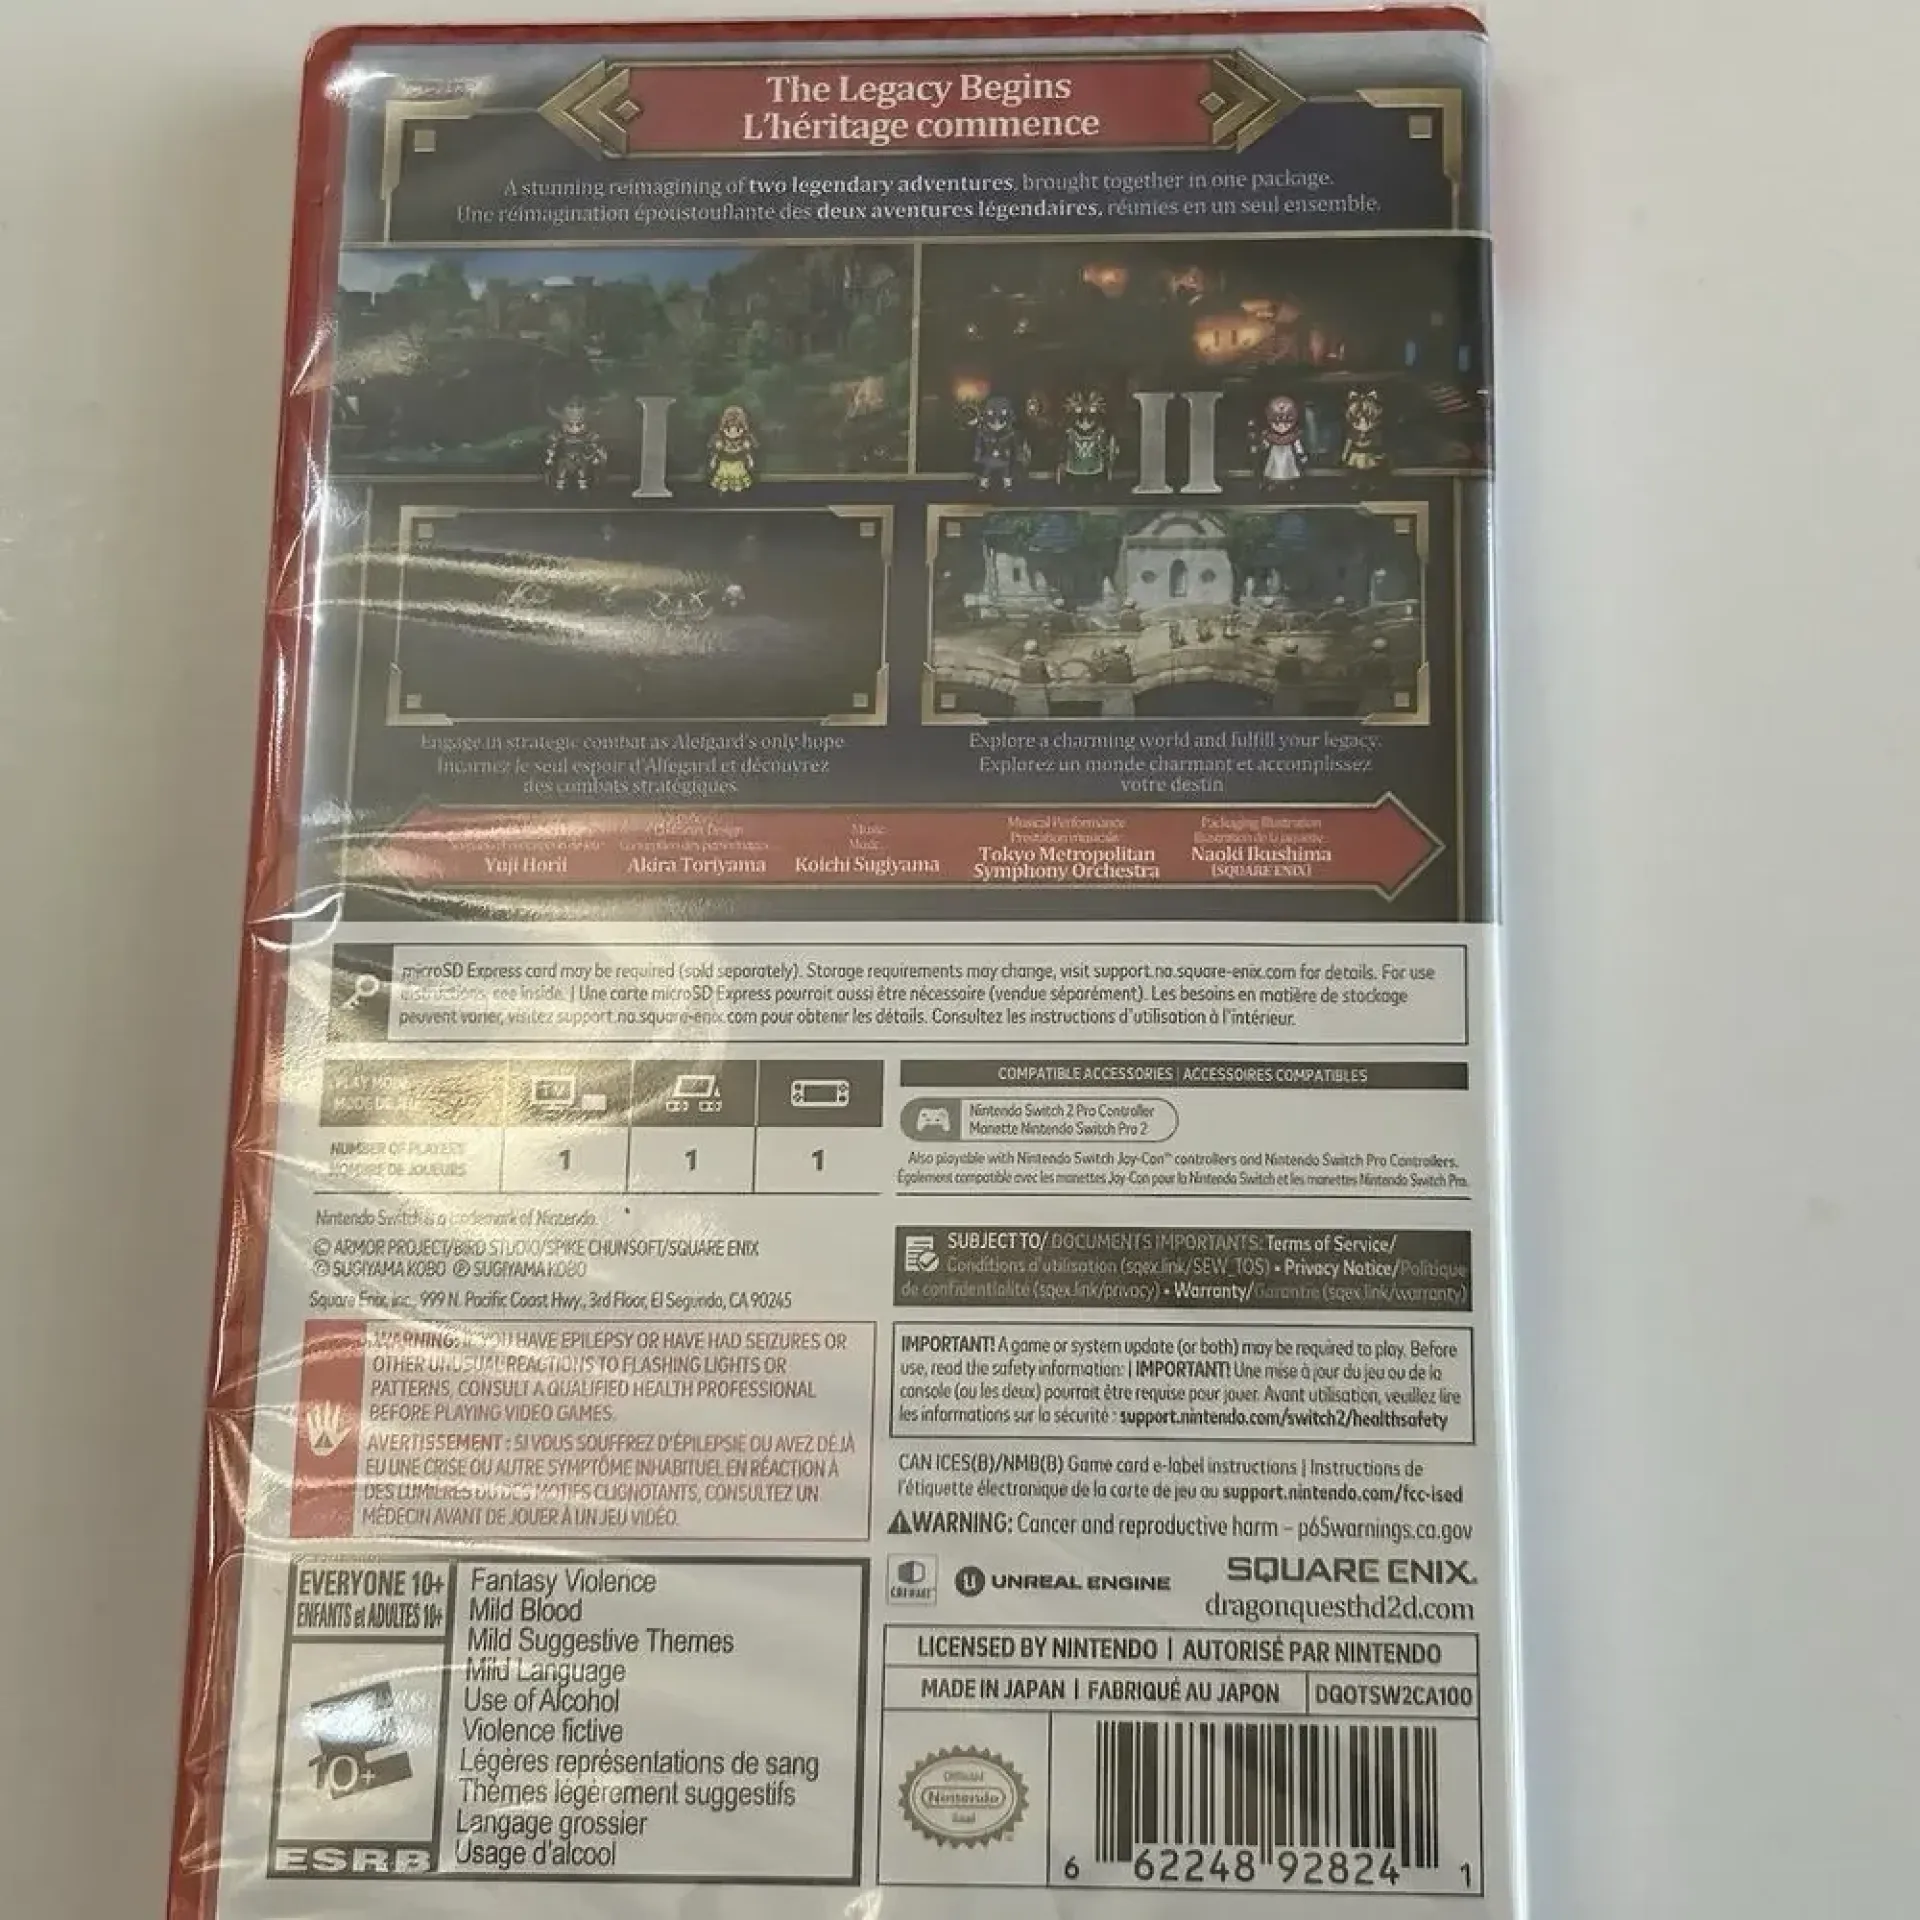 The Legacy Begins
L'héritage commence
A stunning reimagining of two legendary adventures, brought together in one package.
Une réimagination époustouflante des deux aventures légendaires, réunies en un seul ensemble.
I
II
Engage in strategic combat as Alefgard's only hope
Incarnez le seul espoir d'Alfegard et découvrez
des combats stratégiques
Explore a charming world and fulfill your legacy.
Explorez un monde charmant et accomplissez
votre destin
Yuji Horii
Character Design
Akira Toriyama
Music
Koichi Sugiyama
Musical Performance
Prestation musicale
Tokyo Metropolitan
Symphony Orchestra
Packaging Illustration
Naoki Ikushima
(SQUARE ENIX)
microSD Express card may be required (sold separately). Storage requirements may change, visit support.na.square-enix.com for details. For use
instructions, see inside. | Une carte microSD Express pourrait aussi être nécessaire (vendue séparément). Les besoins en matière de stockage
peuvent varier, visitez support.na.square-enix.com pour obtenir les détails. Consultez les instructions d'utilisation à l'intérieur.
PLAY MODE
MODE DE JEU
TV
NUMBER OF PLAYERS
NOMBRE DE JOUEURS
1
1
1
COMPATIBLE ACCESSORIES | ACCESSOIRES COMPATIBLES
Nintendo Switch 2 Pro Controller
Manette Nintendo Switch Pro 2
Also playable with Nintendo Switch Joy-Con™ controllers and Nintendo Switch Pro Controllers.
Également compatible avec les manettes Joy-Con pour la Nintendo Switch et les manettes Nintendo Switch Pro.
Nintendo Switch is a trademark of Nintendo.
© ARMOR PROJECT/BIRD STUDIO/SPIKE CHUNSOFT/SQUARE ENIX
© SUGIYAMA KOBO ℗ SUGIYAMA KOBO
Square Enix, Inc., 999 N. Pacific Coast Hwy., 3rd Floor, El Segundo, CA 90245
SUBJECT TO/ DOCUMENTS IMPORTANTS: Terms of Service/
Conditions d'utilisation (sqex.link/SEW_TOS) • Privacy Notice/Politique
de confidentialité (sqex.link/privacy) • Warranty/Garantie (sqex.link/warranty)
WARNING: IF YOU HAVE EPILEPSY OR HAVE HAD SEIZURES OR
OTHER UNUSUAL REACTIONS TO FLASHING LIGHTS OR
PATTERNS, CONSULT A QUALIFIED HEALTH PROFESSIONAL
BEFORE PLAYING VIDEO GAMES.
AVERTISSEMENT : SI VOUS SOUFFREZ D'ÉPILEPSIE OU AVEZ DÉJÀ
EU UNE CRISE OU AUTRE SYMPTÔME INHABITUEL EN RÉACTION À
DES LUMIÈRES OU DES MOTIFS CLIGNOTANTS, CONSULTEZ UN
MÉDECIN AVANT DE JOUER À UN JEU VIDÉO.
IMPORTANT! A game or system update (or both) may be required to play. Before
use, read the safety information: | IMPORTANT! Une mise à jour du jeu ou de la
console (ou les deux) pourrait être requise pour jouer. Avant utilisation, veuillez lire
les informations sur la sécurité : support.nintendo.com/switch2/healthsafety
CAN ICES(B)/NMB(B) Game card e-label instructions | Instructions de
l'étiquette électronique de la carte de jeu au support.nintendo.com/fcc-ised
WARNING: Cancer and reproductive harm – p65warnings.ca.gov
CRIWARE
UNREAL ENGINE
SQUARE ENIX.
dragonquesthd2d.com
EVERYONE 10+
ENFANTS et ADULTES 10+
10+
ESRB
Fantasy Violence
Mild Blood
Mild Suggestive Themes
Mild Language
Use of Alcohol
Violence fictive
Légères représentations de sang
Thèmes légèrement suggestifs
Langage grossier
Usage d'alcool
LICENSED BY NINTENDO | AUTORISÉ PAR NINTENDO
MADE IN JAPAN | FABRIQUÉ AU JAPON
DQOTSW2CA100
Official
Nintendo
Seal
6 62248 92824 1